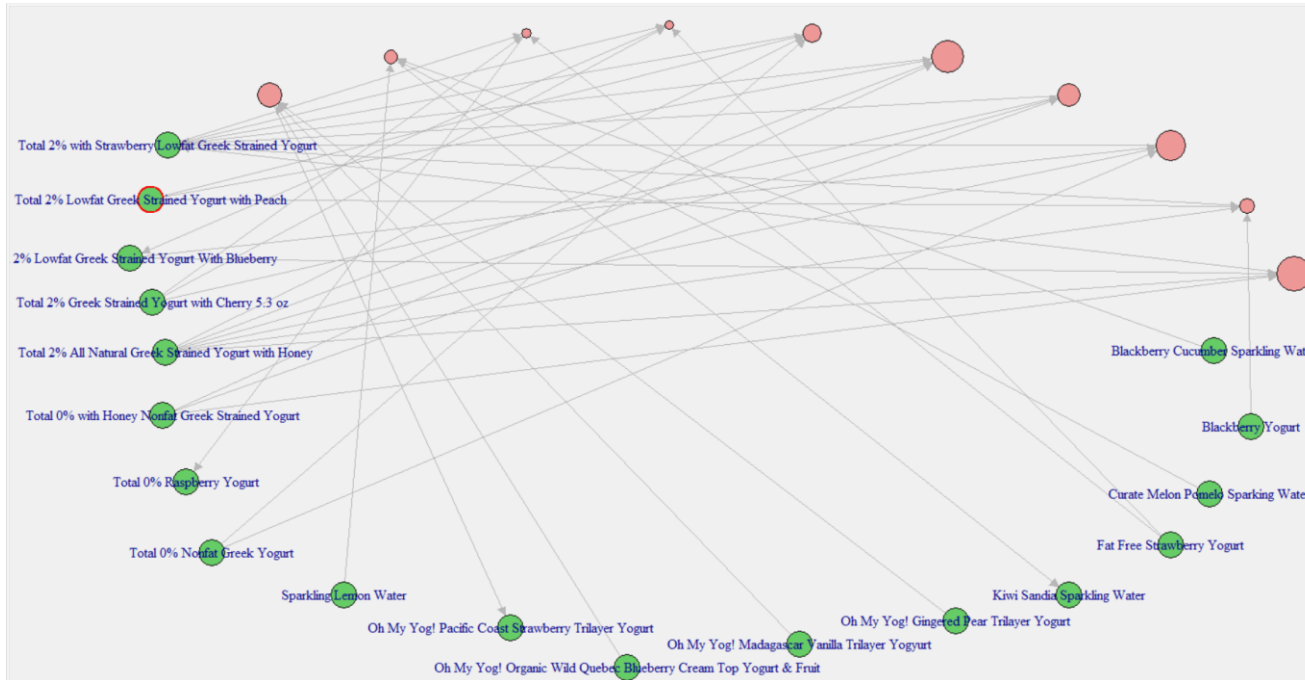 Total 2% with Strawberry Lowfat Greek Strained Yogurt
Total 2% Lowfat Greek Strained Yogurt with Peach
2% Lowfat Greek Strained Yogurt With Blueberry
Total 2% Greek Strained Yogurt with Cherry 5.3 oz
Total 2% All Natural Greek Strained Yogurt with Honey
Blackberry Cucumber Sparkling Wat
Total 0% with Honey Nonfat Greek Strained Yogurt
Blackberry Yogurt
Total 0% Raspberry Yogurt
Curate Melon Pomelo Sparking Wate
Total 0% Nonfat Greek Yogurt
Fat Free Strawberry Yogurt
Sparkling Lemon Water
Kiwi Sandia Sparkling Water
Oh My Yog! Pacific Coast Strawberry Trilayer Yogurt
Oh My Yog! Gingered Pear Trilayer Yogurt
Oh My Yog! Madagascar Vanilla Trilayer Yogyurt
Oh My Yog! Organic Wild Quebec Blueberry Cream Top Yogurt & Fruit